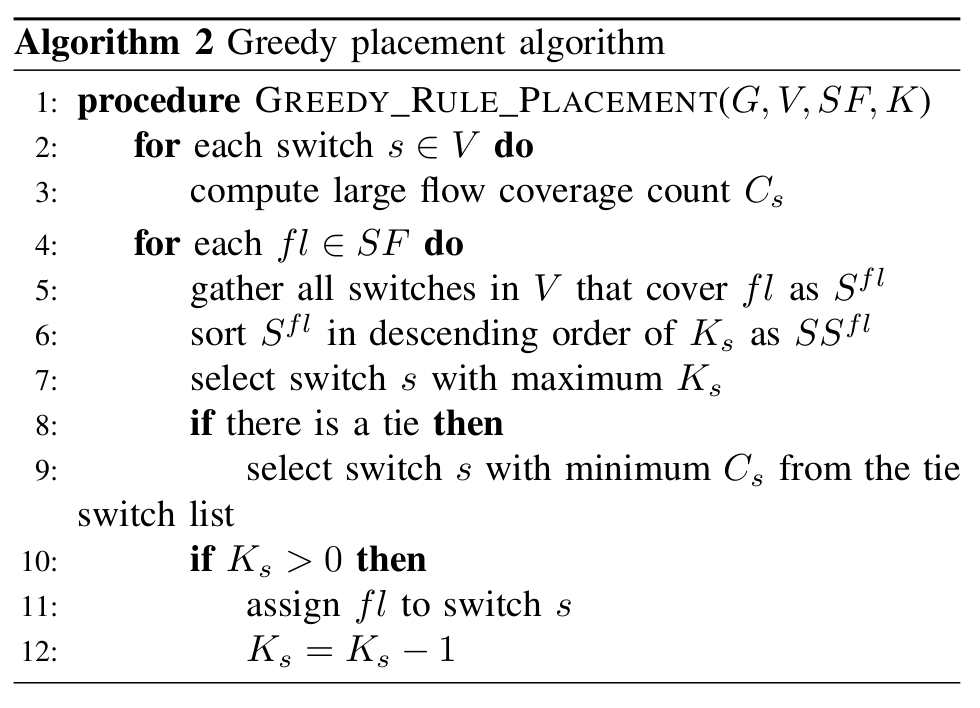 Algorithm 2 Greedy placement algorithm
1: procedure GREEDY_RULE_PLACEMENT(G, V, SF, K)
2: for each switch s ∈ V do
3: compute large flow coverage count C_s
4: for each fl ∈ SF do
5: gather all switches in V that cover fl as S^{fl}
6: sort S^{fl} in descending order of K_s as SS^{fl}
7: select switch s with maximum K_s
8: if there is a tie then
9: select switch s with minimum C_s from the tie
switch list
10: if K_s > 0 then
11: assign fl to switch s
12: K_s = K_s − 1